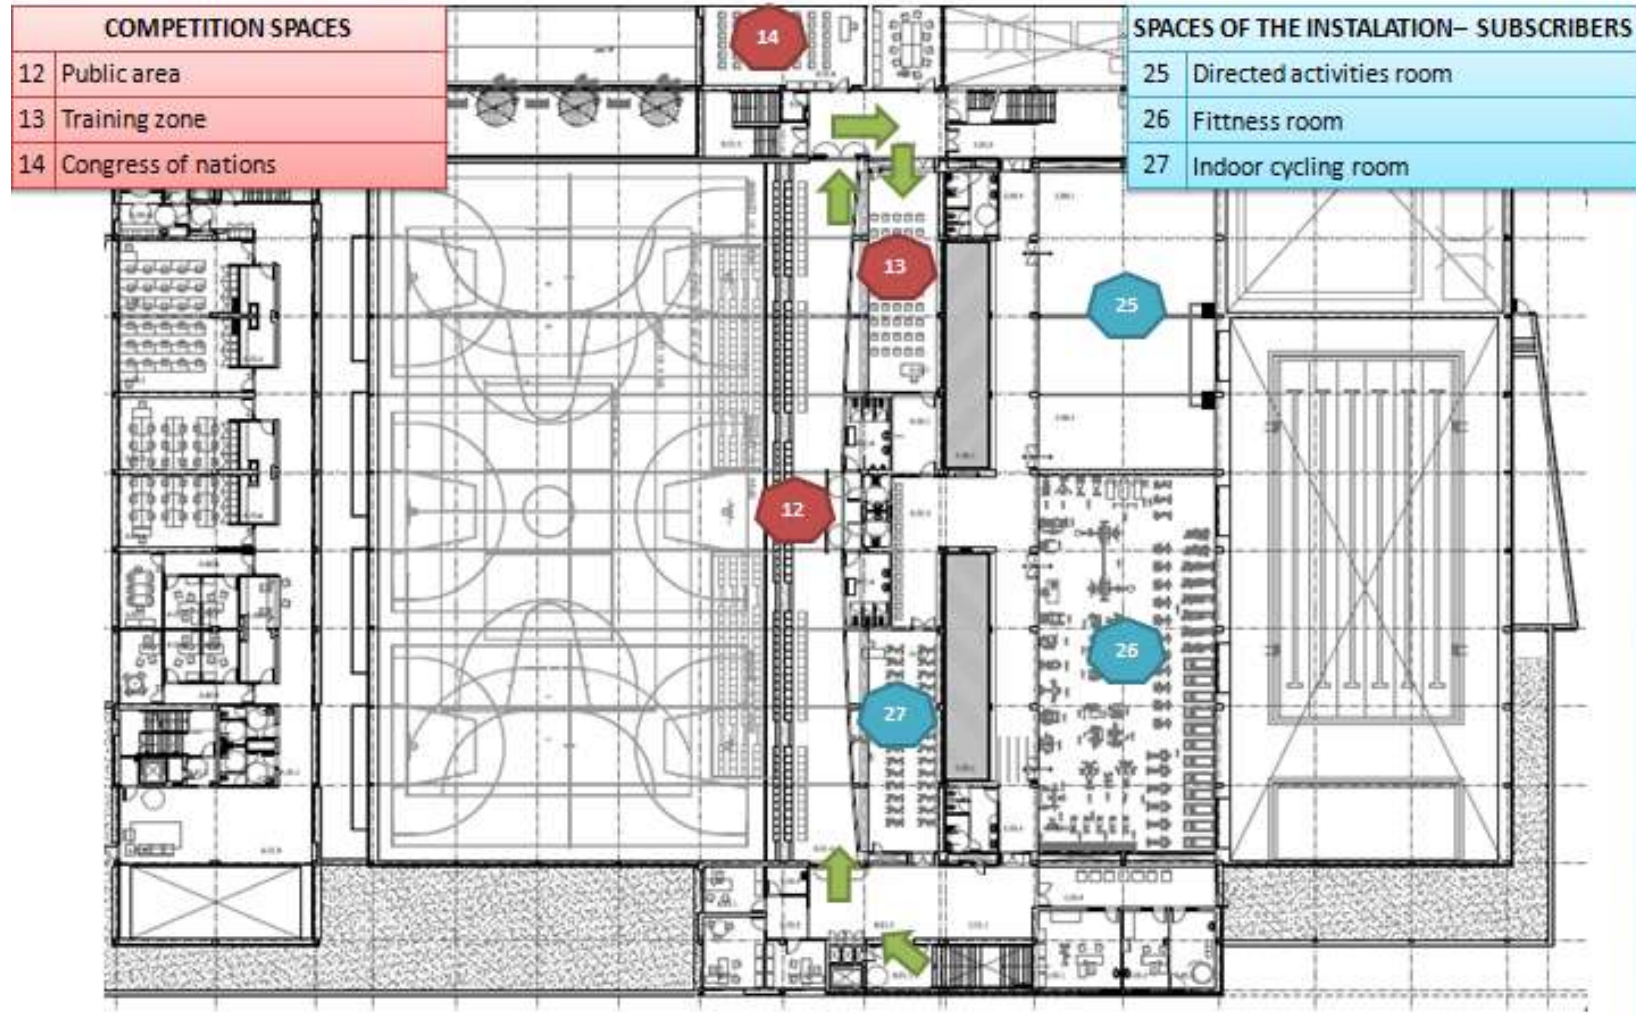 COMPETITION SPACES
12 Public area
13 Training zone
14 Congress of nations
SPACES OF THE INSTALATION– SUBSCRIBERS
25 Directed activities room
26 Fittness room
27 Indoor cycling room
14
13
25
12
26
27